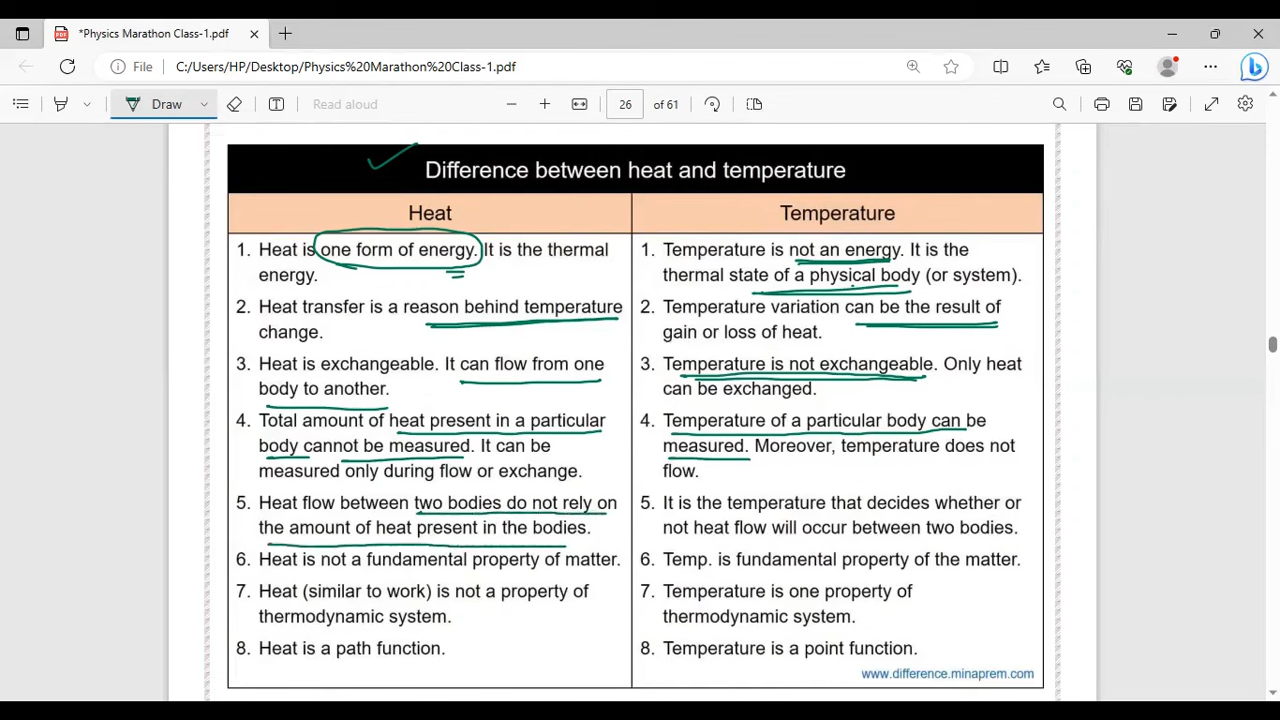 *Physics Marathon Class-1.pdf
File C:/Users/HP/Desktop/Physics%20Marathon%20Class-1.pdf
Draw Read aloud 26 of 61
Difference between heat and temperature
Heat
1. Heat is one form of energy. It is the thermal
energy.
2. Heat transfer is a reason behind temperature
change.
3. Heat is exchangeable. It can flow from one
body to another.
4. Total amount of heat present in a particular
body cannot be measured. It can be
measured only during flow or exchange.
5. Heat flow between two bodies do not rely on
the amount of heat present in the bodies.
6. Heat is not a fundamental property of matter.
7. Heat (similar to work) is not a property of
thermodynamic system.
8. Heat is a path function.
Temperature
1. Temperature is not an energy. It is the
thermal state of a physical body (or system).
2. Temperature variation can be the result of
gain or loss of heat.
3. Temperature is not exchangeable. Only heat
can be exchanged.
4. Temperature of a particular body can be
measured. Moreover, temperature does not
flow.
5. It is the temperature that decides whether or
not heat flow will occur between two bodies.
6. Temp. is fundamental property of the matter.
7. Temperature is one property of
thermodynamic system.
8. Temperature is a point function.
www.difference.minaprem.com